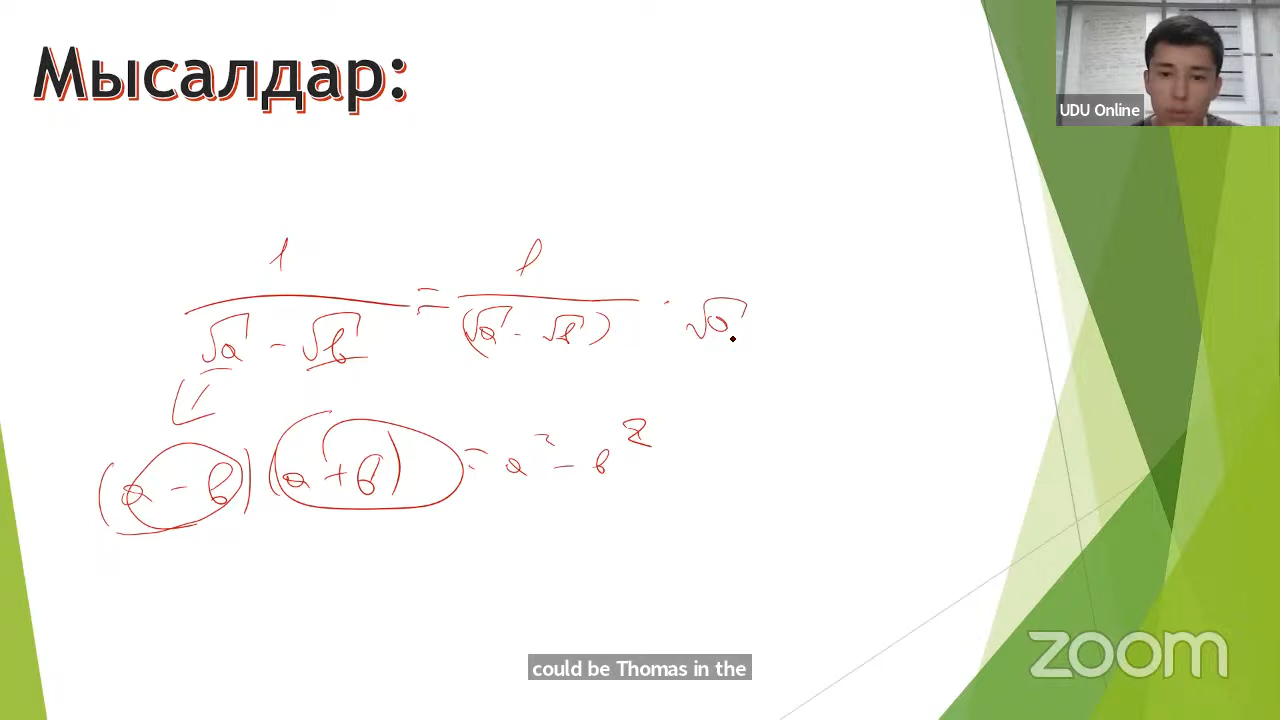 Мысалдар:
UDU Online
1/(√a - √b) = 1/((√a - √b)) · √a
(a - b) (a + b) = a² - b²
could be Thomas in the
zoom